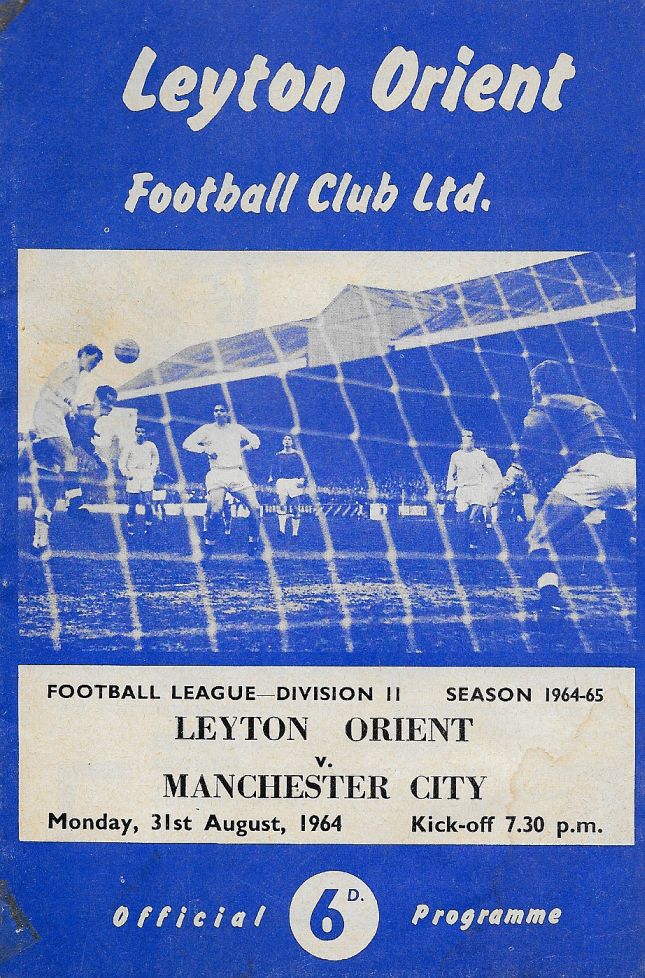 Leyton Orient
Football Club Ltd.
FOOTBALL LEAGUE—DIVISION II SEASON 1964-65
LEYTON ORIENT
v.
MANCHESTER CITY
Monday, 31st August, 1964 Kick-off 7.30 p.m.
Official 6D. Programme